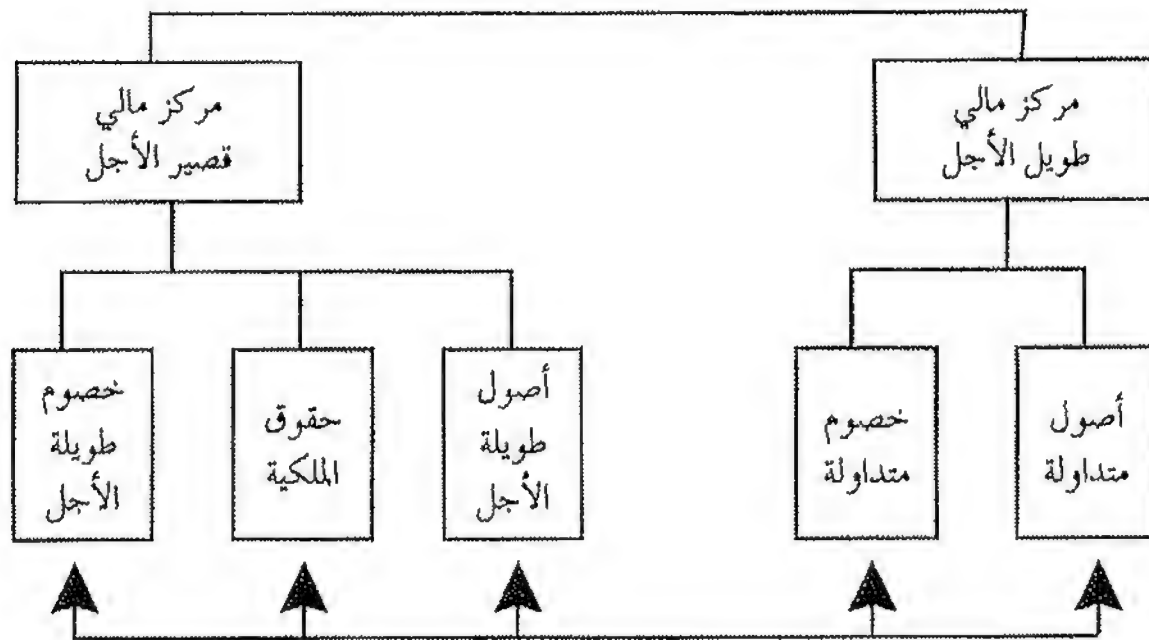 مركز مالي
طويل الأجل
مركز مالي
قصير الأجل
أصول
متداولة
خصوم
متداولة
أصول
طويلة
الأجل
حقوق
الملكية
خصوم
طويلة
الأجل